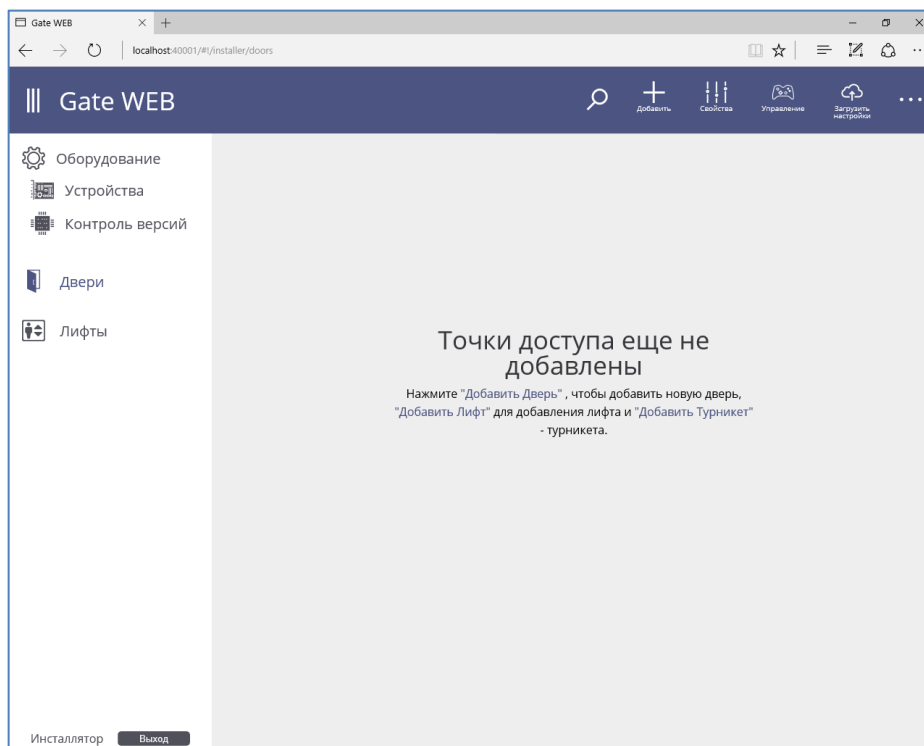 Gate WEB
localhost:40001/#!/installer/doors
Gate WEB
Добавить
Свойства
Управление
Загрузить
настройки
Оборудование
Устройства
Контроль версий
Двери
Лифты
Точки доступа еще не
добавлены
Нажмите "Добавить Дверь" , чтобы добавить новую дверь,
"Добавить Лифт" для добавления лифта и "Добавить Турникет"
- турникета.
Инсталлятор
Выход